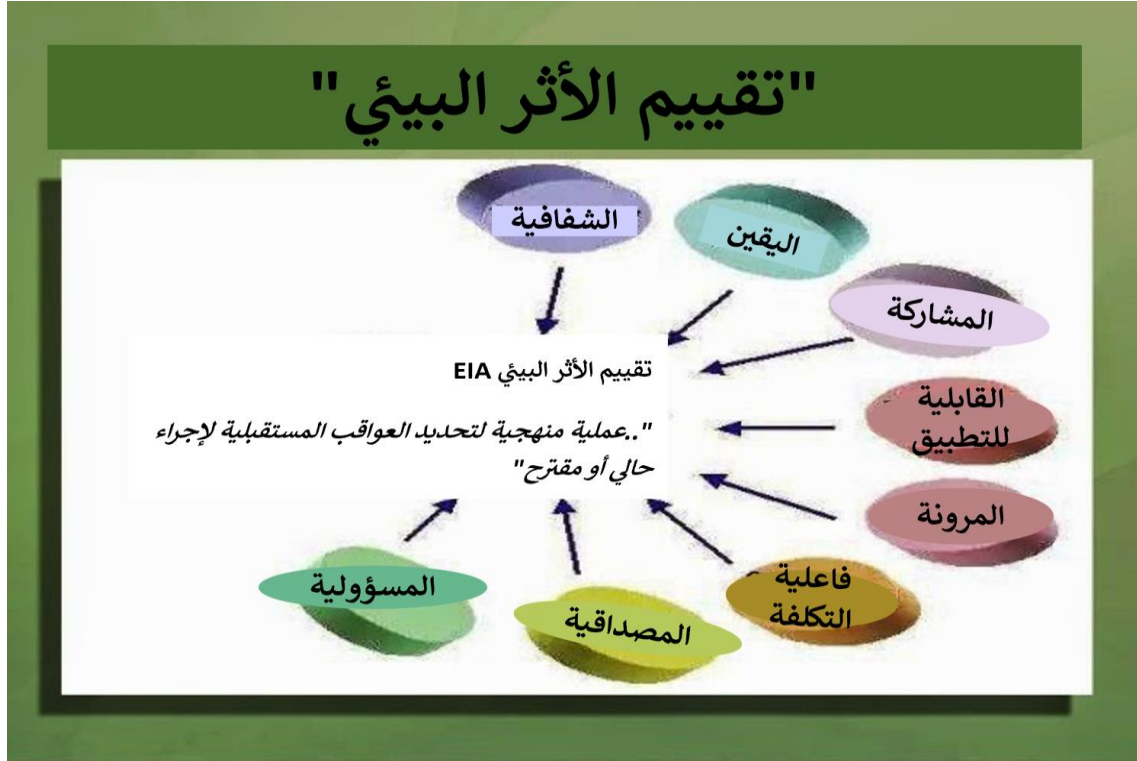 "تقييم الأثر البيئي"
الشفافية
اليقين
المشاركة
القابلية
للتطبيق
المرونة
فاعلية
التكلفة
المصداقية
المسؤولية
تقييم الأثر البيئي EIA
"..عملية منهجية لتحديد العواقب المستقبلية لإجراء
حالي أو مقترح"